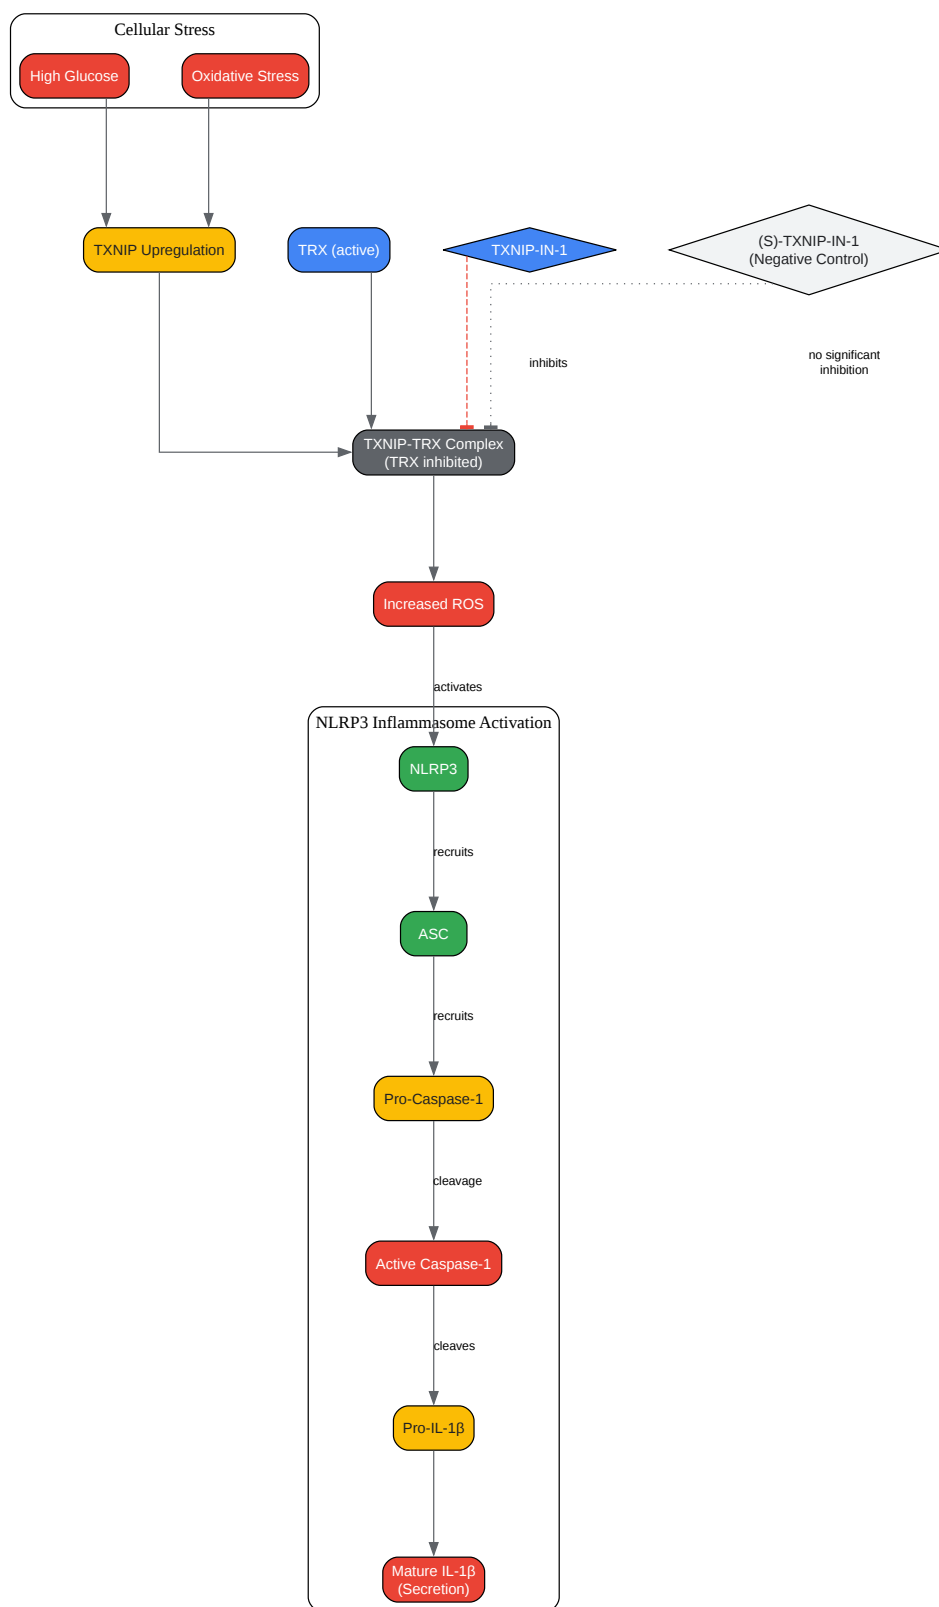 Cellular Stress
High Glucose
Oxidative Stress
TXNIP Upregulation
TRX (active)
TXNIP-IN-1
(S)-TXNIP-IN-1
(Negative Control)
inhibits
no significant
inhibition
TXNIP-TRX Complex
(TRX inhibited)
Increased ROS
activates
NLRP3 Inflammasome Activation
NLRP3
recruits
ASC
recruits
Pro-Caspase-1
cleavage
Active Caspase-1
cleaves
Pro-IL-1β
Mature IL-1β
(Secretion)